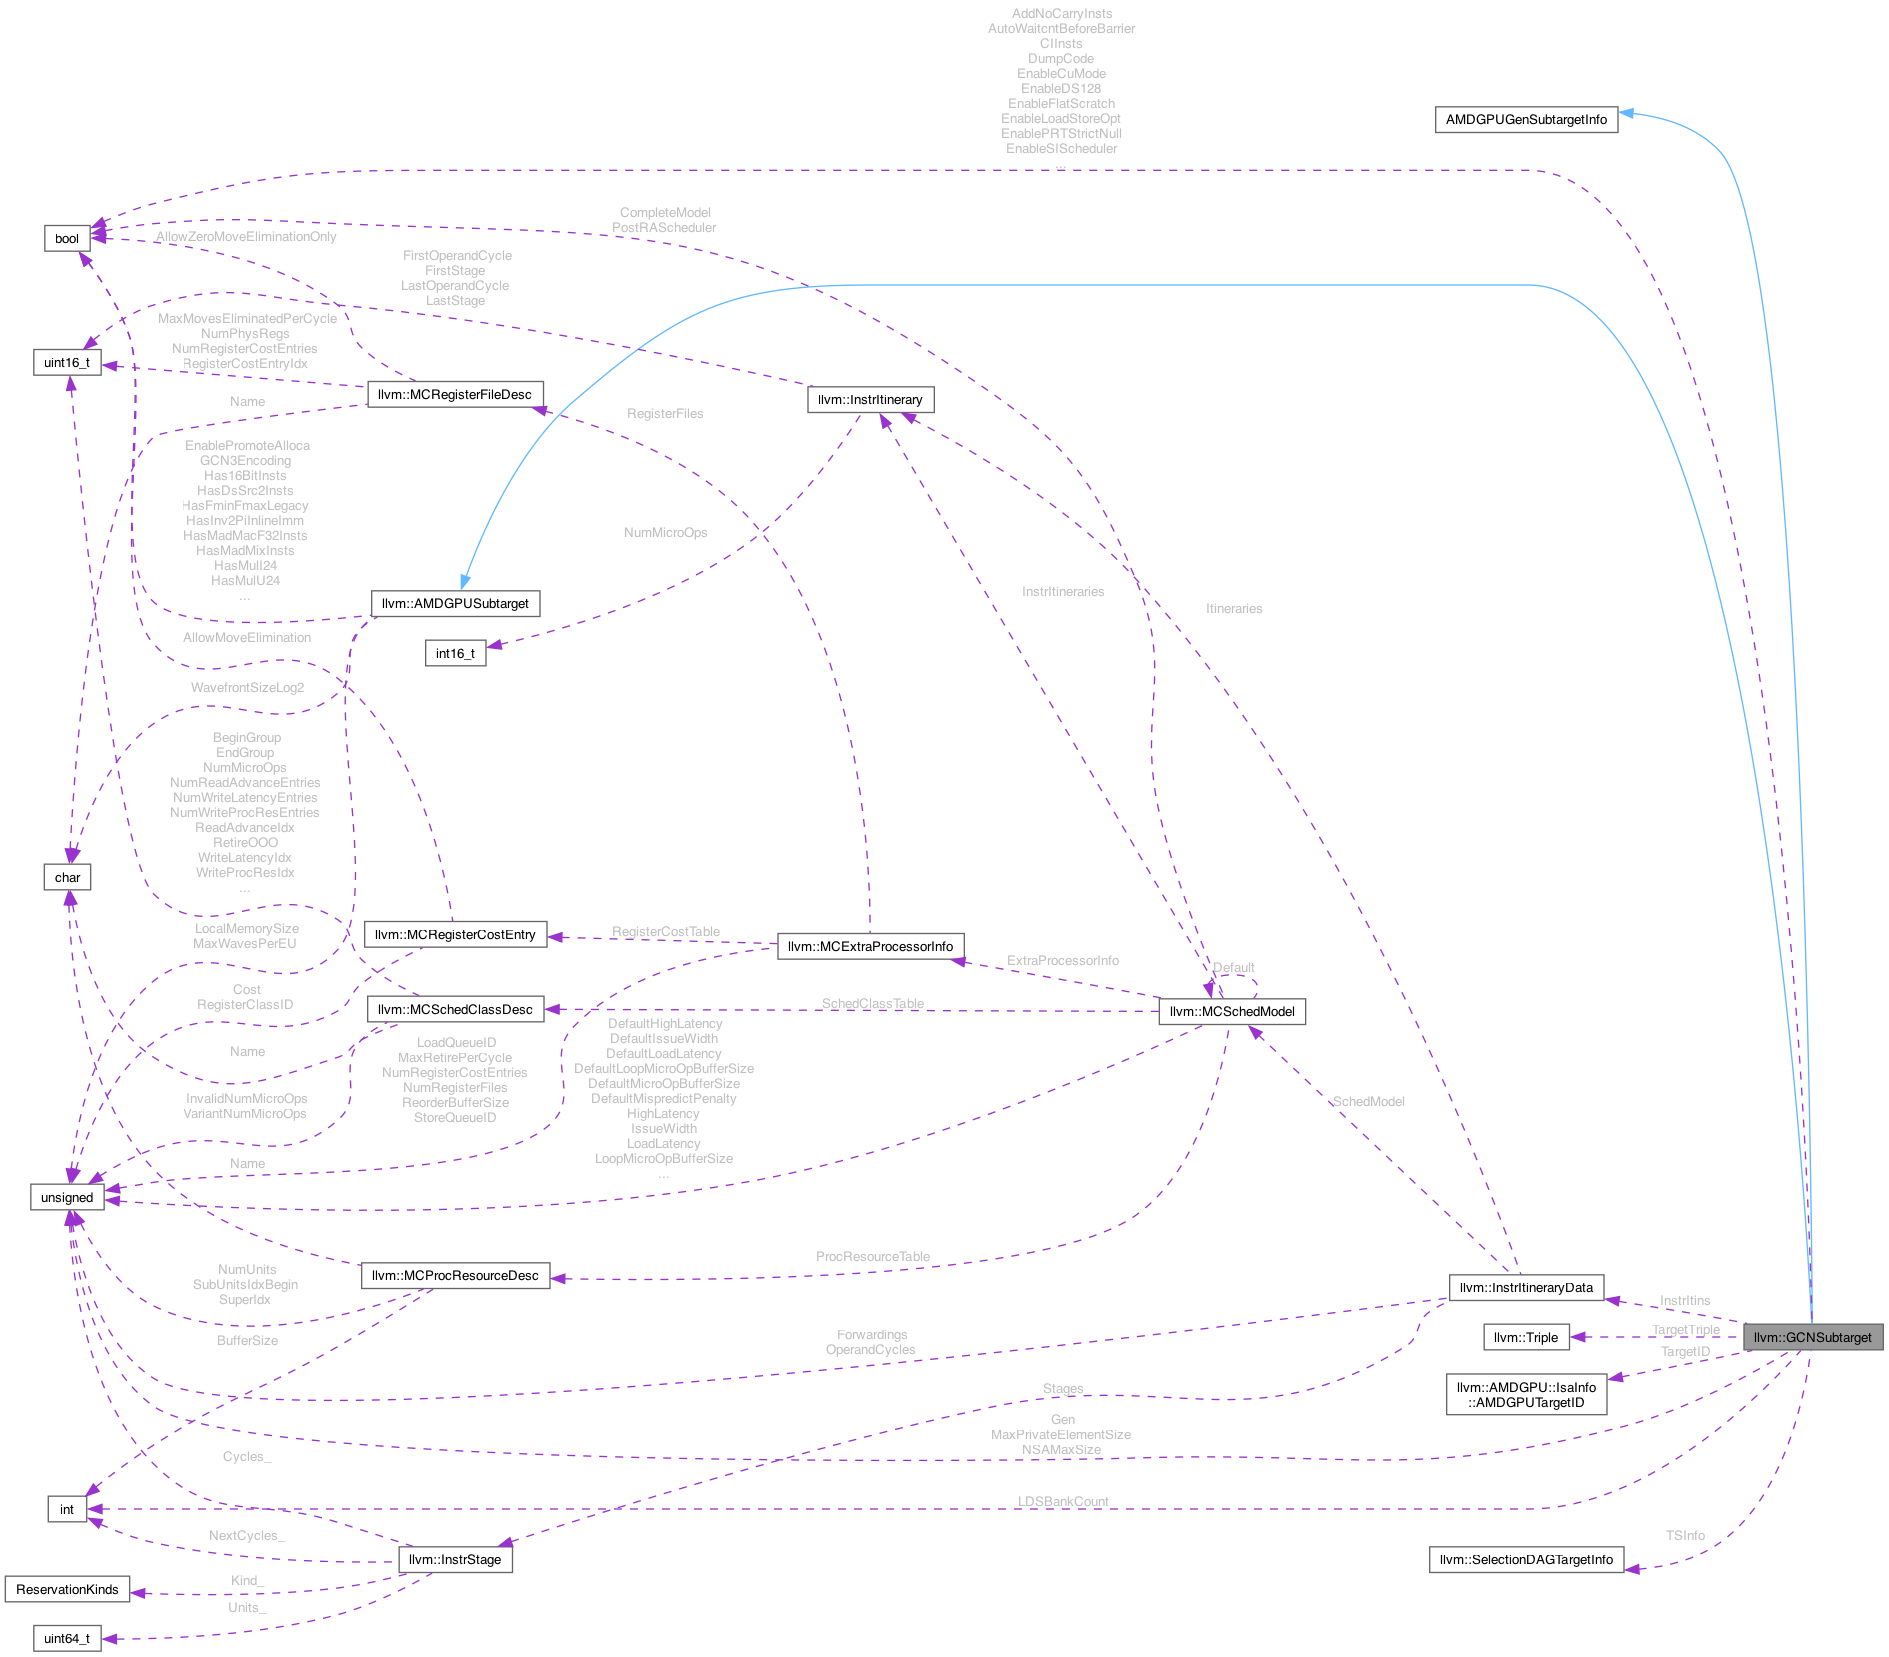 AddNoCarryInsts
AutoWaitcntBeforeBarrier
CIInsts
DumpCode
EnableCuMode
EnableDS128
EnableFlatScratch
EnableLoadStoreOpt
EnablePRTStrictNull
EnableSIScheduler
...
AMDGPUGenSubtargetInfo
CompleteModel
PostRAScheduler
bool
AllowZeroMoveEliminationOnly
FirstOperandCycle
FirstStage
LastOperandCycle
LastStage
MaxMovesEliminatedPerCycle
NumPhysRegs
NumRegisterCostEntries
RegisterCostEntryIdx
uint16_t
llvm::MCRegisterFileDesc
llvm::InstrItinerary
Name
RegisterFiles
EnablePromoteAlloca
GCN3Encoding
Has16BitInsts
HasDsSrc2Insts
HasFminFmaxLegacy
HasInv2PiInlineImm
HasMadMacF32Insts
HasMadMixInsts
HasMulI24
HasMulU24
...
NumMicroOps
InstrItineraries
Itineraries
llvm::AMDGPUSubtarget
AllowMoveElimination
int16_t
WavefrontSizeLog2
BeginGroup
EndGroup
NumMicroOps
NumReadAdvanceEntries
NumWriteLatencyEntries
NumWriteProcResEntries
ReadAdvanceIdx
RetireOOO
WriteLatencyIdx
WriteProcResIdx
...
char
LocalMemorySize
MaxWavesPerEU
llvm::MCRegisterCostEntry
RegisterCostTable
llvm::MCExtraProcessorInfo
ExtraProcessorInfo
Default
Cost
RegisterClassID
llvm::MCSchedClassDesc
SchedClassTable
llvm::MCSchedModel
Name
LoadQueueID
MaxRetirePerCycle
NumRegisterCostEntries
NumRegisterFiles
ReorderBufferSize
StoreQueueID
DefaultHighLatency
DefaultIssueWidth
DefaultLoadLatency
DefaultLoopMicroOpBufferSize
DefaultMicroOpBufferSize
DefaultMispredictPenalty
HighLatency
IssueWidth
LoadLatency
LoopMicroOpBufferSize
...
InvalidNumMicroOps
VariantNumMicroOps
SchedModel
Name
unsigned
ProcResourceTable
llvm::MCProcResourceDesc
NumUnits
SubUnitsIdxBegin
SuperIdx
llvm::InstrItineraryData
InstrItins
BufferSize
Forwardings
OperandCycles
llvm::Triple
TargetTriple
llvm::GCNSubtarget
TargetID
Stages
llvm::AMDGPU::IsaInfo
::AMDGPUTargetID
Gen
MaxPrivateElementSize
NSAMaxSize
Cycles_
int
LDSBankCount
NextCycles_
TSInfo
llvm::InstrStage
llvm::SelectionDAGTargetInfo
ReservationKinds
Kind_
Units_
uint64_t